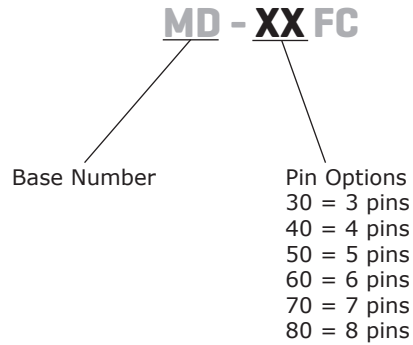 MD - XX FC
Base Number
Pin Options
30 = 3 pins
40 = 4 pins
50 = 5 pins
60 = 6 pins
70 = 7 pins
80 = 8 pins